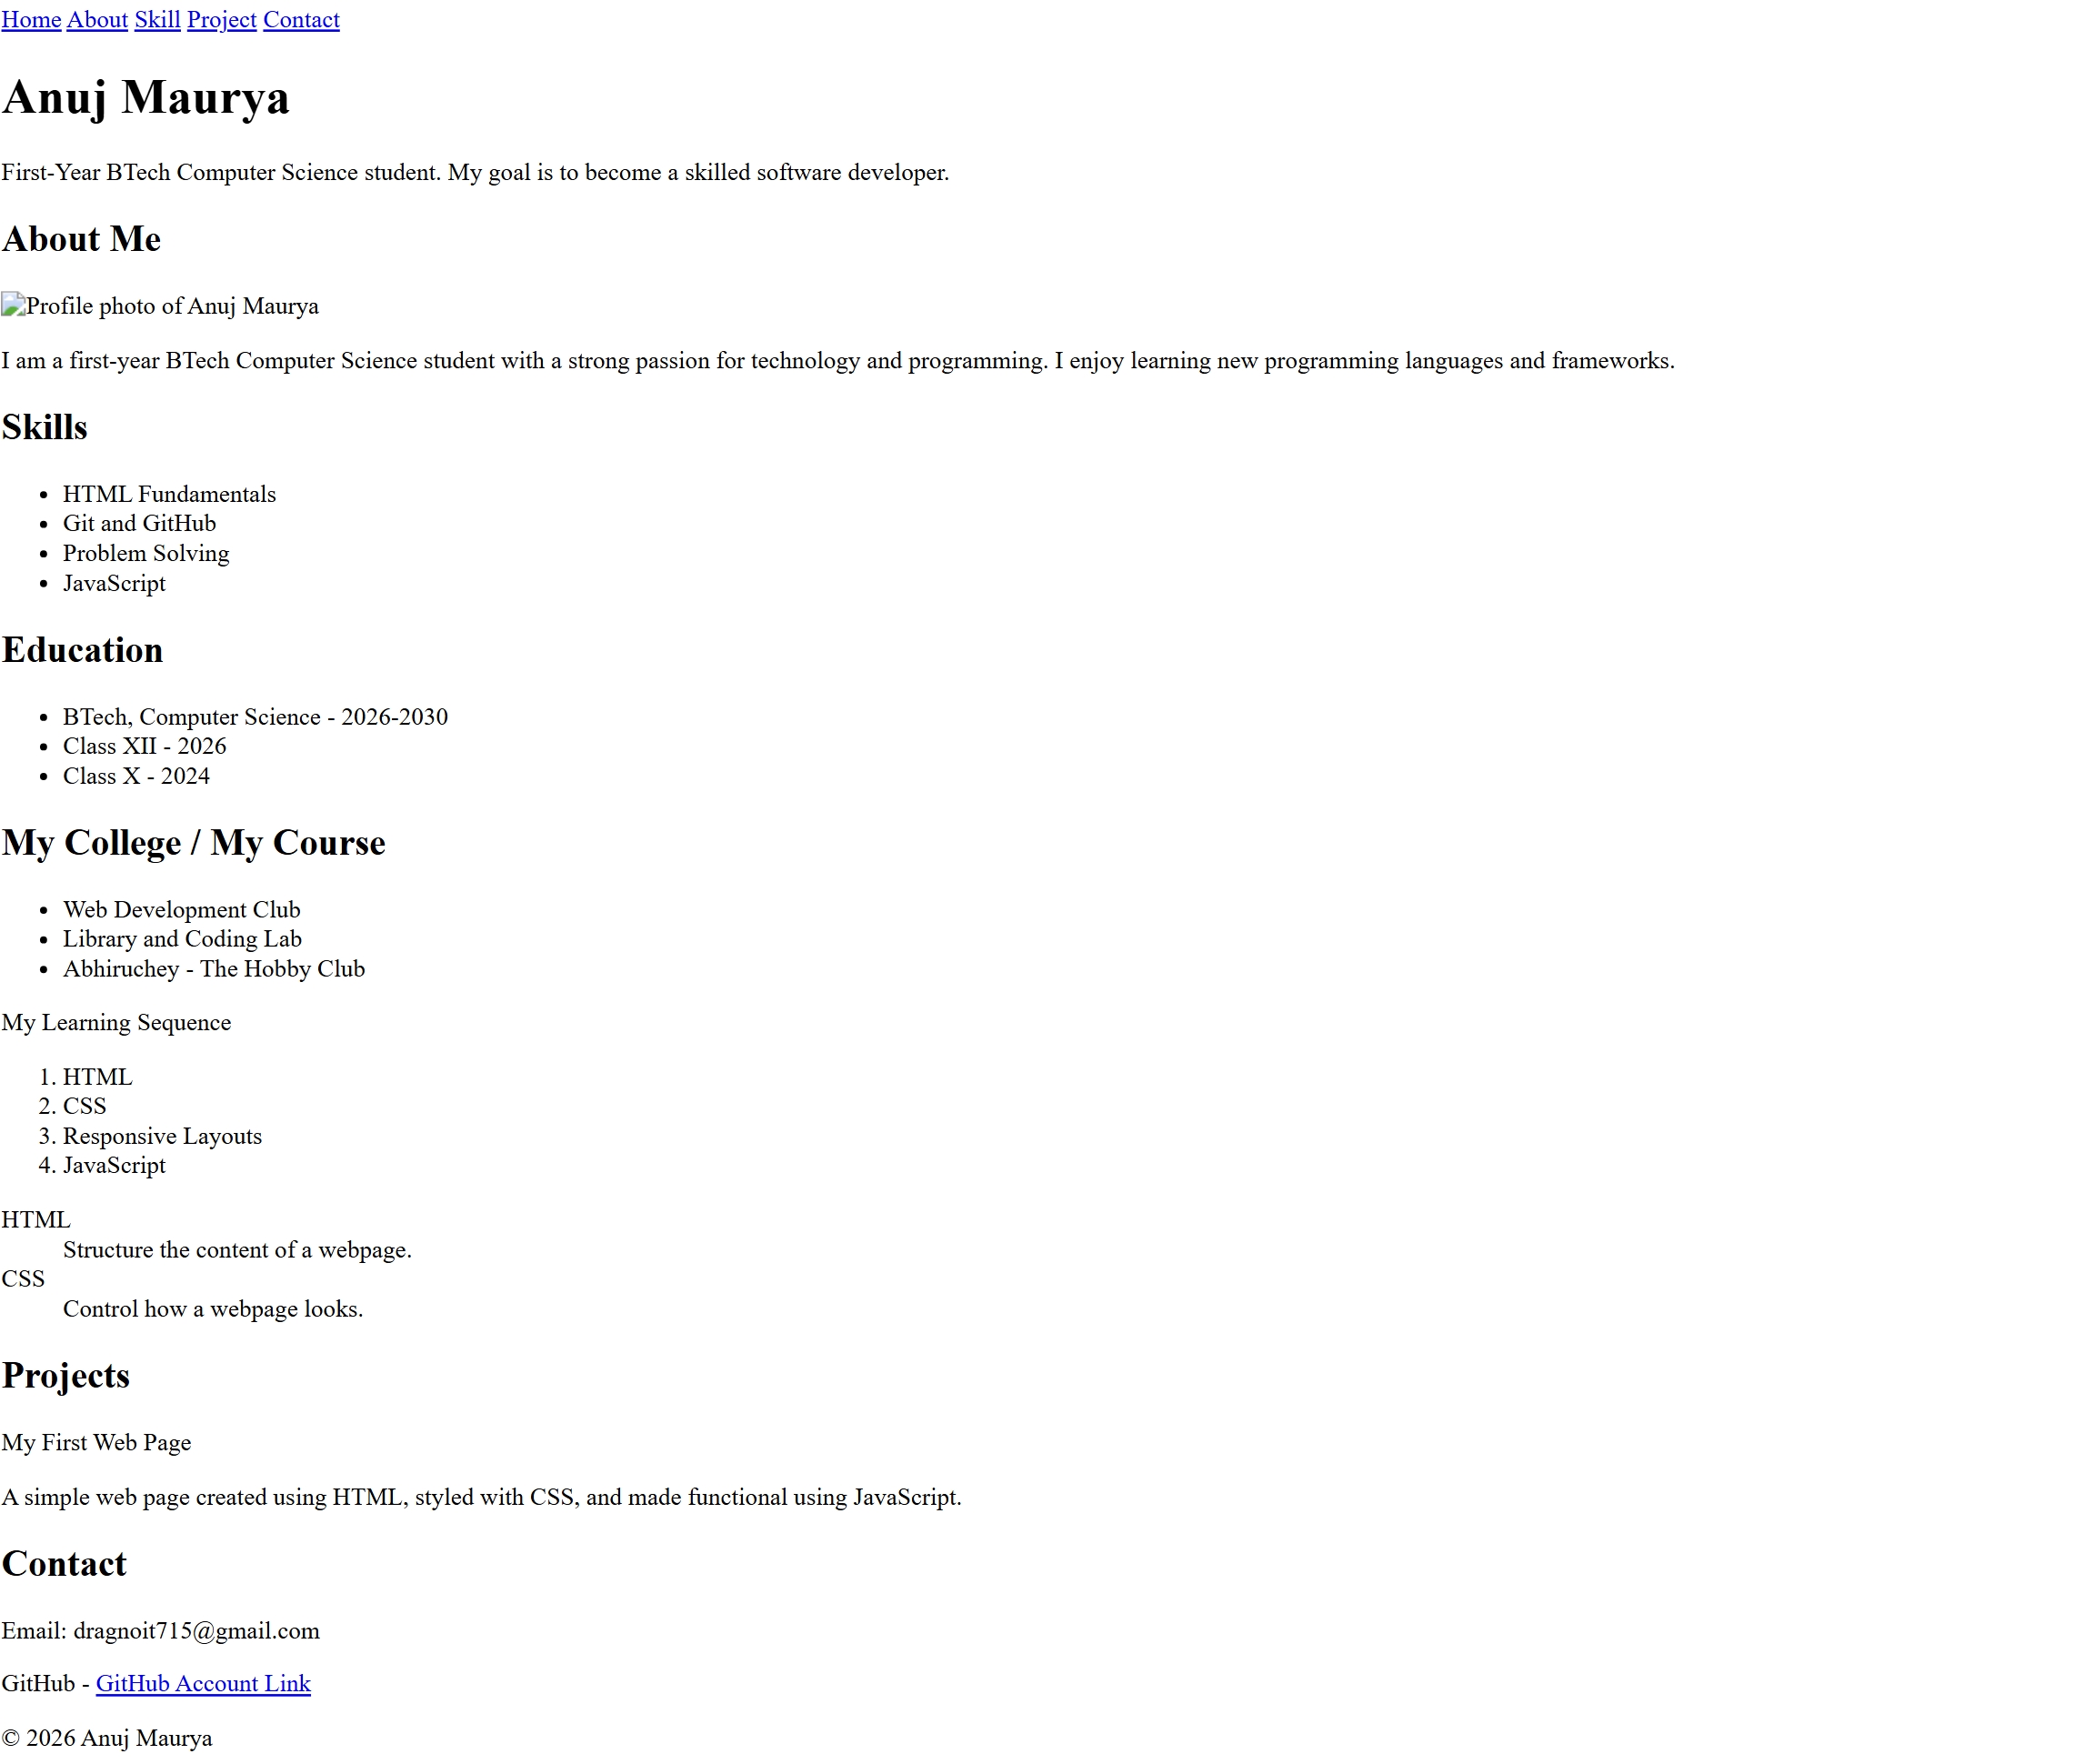 Home About Skill Project Contact
Anuj Maurya
First-Year BTech Computer Science student. My goal is to become a skilled software developer.
About Me
Profile photo of Anuj Maurya
I am a first-year BTech Computer Science student with a strong passion for technology and programming. I enjoy learning new programming languages and frameworks.
Skills
• HTML Fundamentals
• Git and GitHub
• Problem Solving
• JavaScript
Education
• BTech, Computer Science - 2026-2030
• Class XII - 2026
• Class X - 2024
My College / My Course
• Web Development Club
• Library and Coding Lab
• Abhiruchey - The Hobby Club
My Learning Sequence
1. HTML
2. CSS
3. Responsive Layouts
4. JavaScript
HTML
Structure the content of a webpage.
CSS
Control how a webpage looks.
Projects
My First Web Page
A simple web page created using HTML, styled with CSS, and made functional using JavaScript.
Contact
Email: dragnoit715@gmail.com
GitHub - GitHub Account Link
© 2026 Anuj Maurya